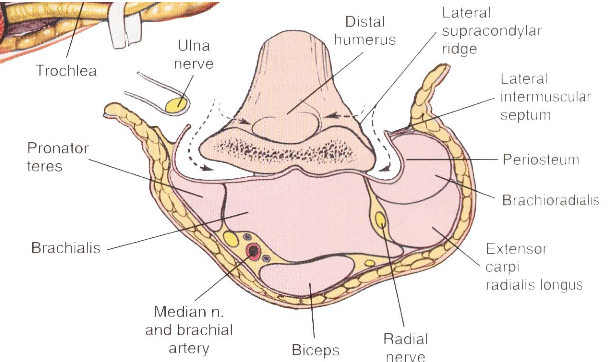 Trochlea
Ulna
nerve
Distal
humerus
Lateral
supracondylar
ridge
Lateral
intermuscular
septum
Periosteum
Brachioradialis
Extensor
carpi
radialis longus
Radial
nerve
Biceps
Median n.
and brachial
artery
Brachialis
Pronator
teres